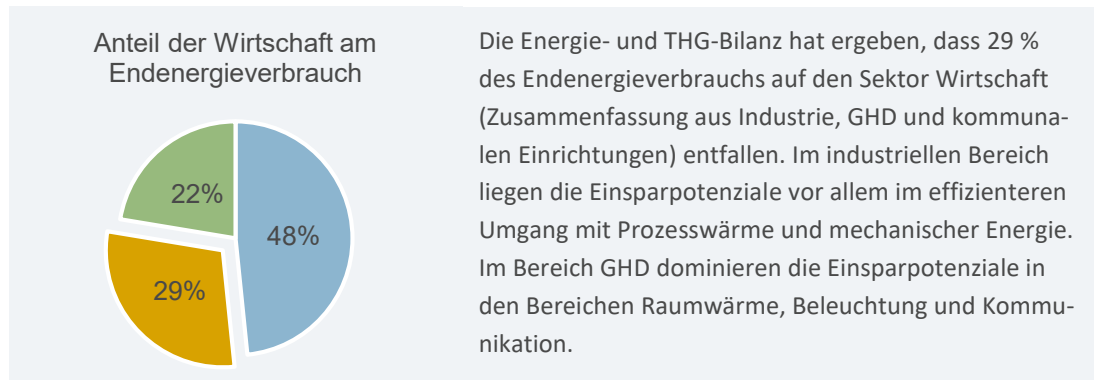 Anteil der Wirtschaft am
Endenergieverbrauch
22%
48%
29%
Die Energie- und THG-Bilanz hat ergeben, dass 29 %
des Endenergieverbrauchs auf den Sektor Wirtschaft
(Zusammenfassung aus Industrie, GHD und kommuna-
len Einrichtungen) entfallen. Im industriellen Bereich
liegen die Einsparpotenziale vor allem im effizienteren
Umgang mit Prozesswärme und mechanischer Energie.
Im Bereich GHD dominieren die Einsparpotenziale in
den Bereichen Raumwärme, Beleuchtung und Kommu-
nikation.